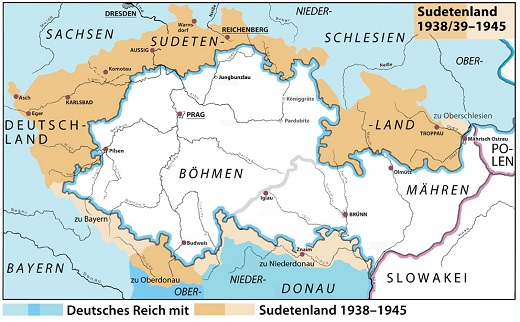 Sudetenland
1938/39–1945
DRESDEN
Warns
dorf
NIEDER-
SACHSEN
SUDETEN-
REICHENBERG
SCHLESIEN
AUSSIG
OBER-
Komotau
Jungbunzlau
Asch
KARLSBAD
Königgrätz
Eger
PRAG
DEUTSCH-
LAND
Pardubitz
-LAND
zu Oberschlesien
TROPPAU
Mährisch Ostrau
PO-
LEN
Pilsen
BÖHMEN
Olmütz
MÄHREN
Iglau
BRÜNN
zu Bayern
Budweis
Znaim
BAYERN
zu Oberdonau
zu Niederdonau
NIEDER-
OBER-
DONAU
SLOWAKEI
Deutsches Reich mit
Sudetenland 1938–1945